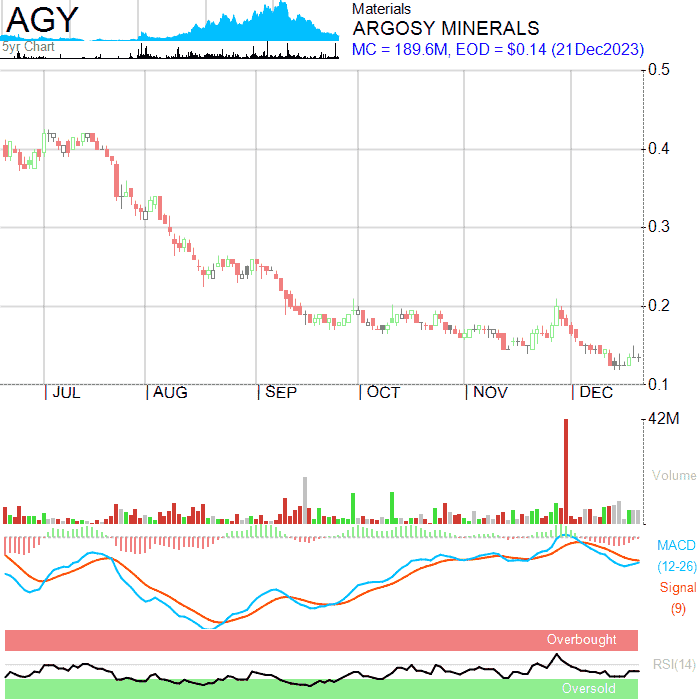 AGY
5yr Chart
Materials
ARGOSY MINERALS
MC = 189.6M, EOD = $0.14 (21Dec2023)
0.5
0.4
0.3
0.2
0.1
JUL AUG SEP OCT NOV DEC
42M
Volume
MACD
(12-26)
Signal
(9)
Overbought
RSI(14)
Oversold